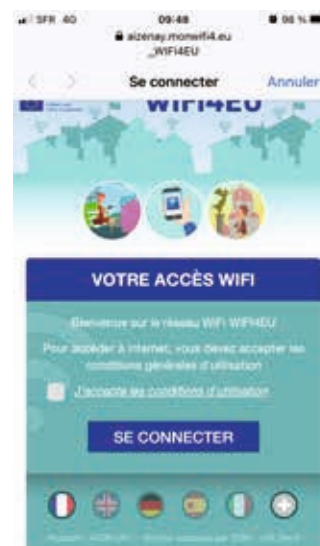 SFR 4G 09:48 98 %
aizenay.monwifi4.eu
_WIFI4EU
Se connecter Annuler
WIFI4EU
VOTRE ACCÈS WIFI
Bienvenue sur le réseau WiFi WIFI4EU
Pour accéder à internet, vous devez accepter les
conditions générales d'utilisation
J'accepte les conditions d'utilisation
SE CONNECTER